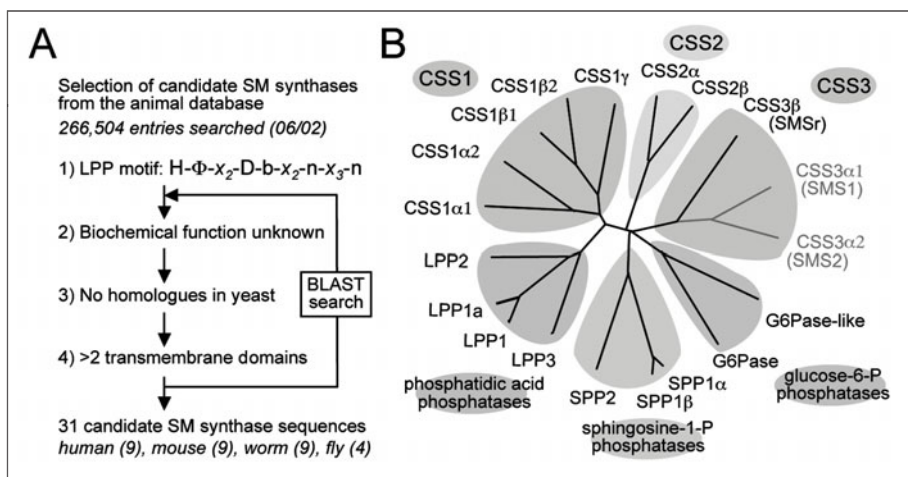 A
Selection of candidate SM synthases
from the animal database
266,504 entries searched (06/02)
1) LPP motif: H-Φ-x2-D-b-x2-n-x3-n
2) Biochemical function unknown
BLAST
search
3) No homologues in yeast
4) >2 transmembrane domains
31 candidate SM synthase sequences
human (9), mouse (9), worm (9), fly (4)
B
CSS1
CSS2
CSS3
CSS1α1
CSS1α2
CSS1β1
CSS1β2
CSS1γ
CSS2α
CSS2β
CSS3β
(SMSr)
CSS3α1
(SMS1)
CSS3α2
(SMS2)
G6Pase-like
G6Pase
glucose-6-P
phosphatases
SPP1α
SPP1β
SPP2
sphingosine-1-P
phosphatases
LPP3
LPP1
LPP1a
LPP2
phosphatidic acid
phosphatases